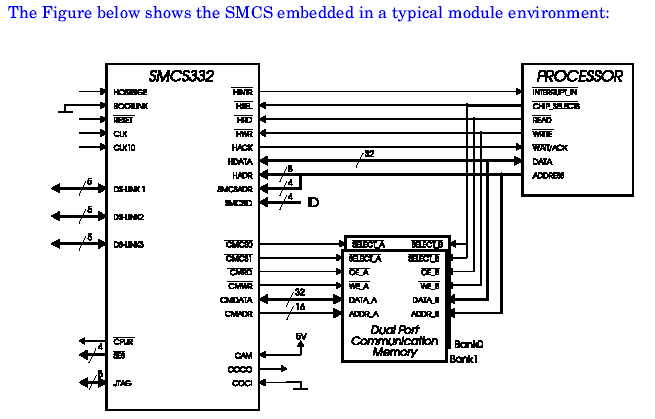 The Figure below shows the SMCS embedded in a typical module environment:
SMCS332
PROCESSOR
HOSTBIGE
BOOTLINK
RESET
CLK
CLK10
DS-LINK1
DS-LINK2
DS-LINK3
CPUR
SES
JTAG
HINTR
HSEL
HRD
HWR
HACK
HDATA
HADR
SMCSADR
SMCSID
CMCS0
CMCS1
CMRD
CMWR
CMDATA
CMADR
CAM
COCO
COCI
INTERRUPT_IN
CHIP_SELECTS
READ
WRITE
WAIT/ACK
DATA
ADDRESS
5
5
5
4
5
32
8
4
4
ID
32
16
5V
SELECT_A SELECT_B
SELECT_A SELECT_B
OE_A OE_B
WE_A WE_B
DATA_A DATA_B
ADDR_A ADDR_B
Dual Port
Communication
Memory
Bank0
Bank1